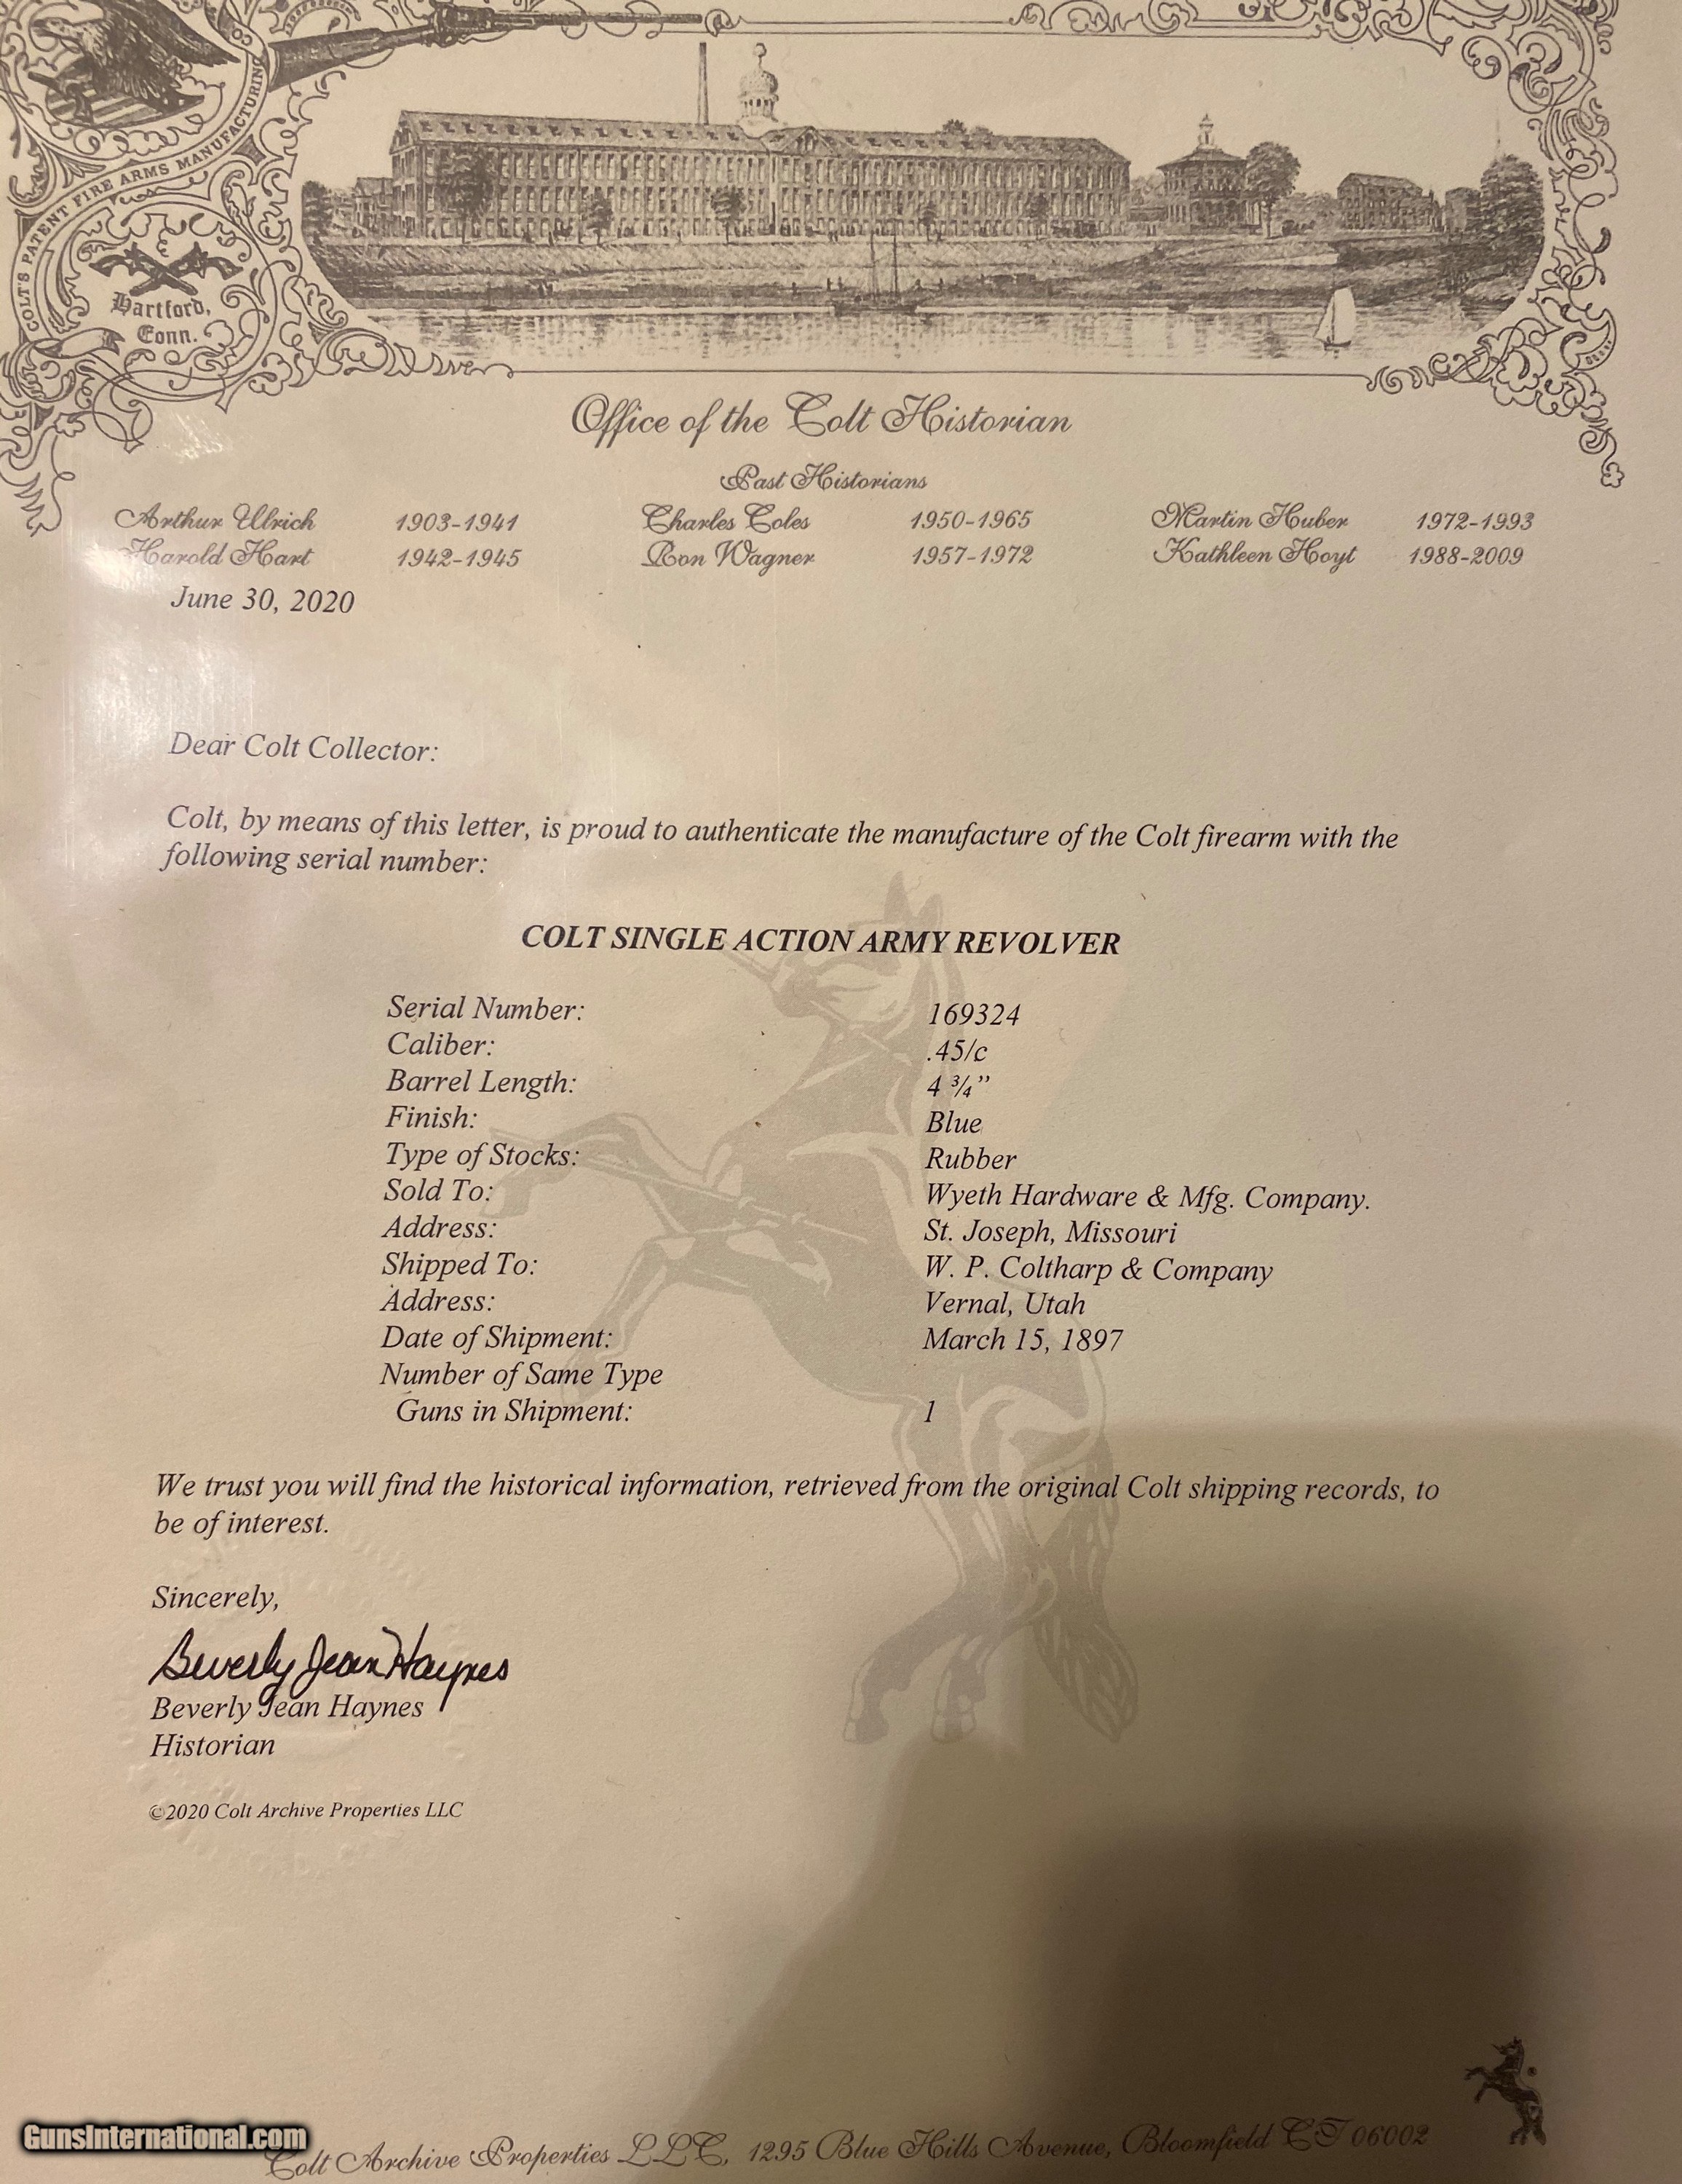 COLT'S PATENT FIRE ARMS MANUFACTURING
Hartford,
Conn.
Office of the Colt Historian
Past Historians
Arthur Ulrich 1903-1941 Charles Coles 1950-1965 Martin Huber 1972-1993
Harold Hart 1942-1945 Ron Wagner 1957-1972 Kathleen Hoyt 1988-2009
June 30, 2020
Dear Colt Collector:
Colt, by means of this letter, is proud to authenticate the manufacture of the Colt firearm with the
following serial number:
COLT SINGLE ACTION ARMY REVOLVER
Serial Number: 169324
Caliber: .45/c
Barrel Length: 4 ¾”
Finish: Blue
Type of Stocks: Rubber
Sold To: Wyeth Hardware & Mfg. Company.
Address: St. Joseph, Missouri
Shipped To: W. P. Coltharp & Company
Address: Vernal, Utah
Date of Shipment: March 15, 1897
Number of Same Type
Guns in Shipment: 1
We trust you will find the historical information, retrieved from the original Colt shipping records, to
be of interest.
Sincerely,
Beverly Jean Haynes
Beverly Jean Haynes
Historian
©2020 Colt Archive Properties LLC
GunsInternational.com
Colt Archive Properties LLC, 1295 Blue Hills Avenue, Bloomfield CT 06002